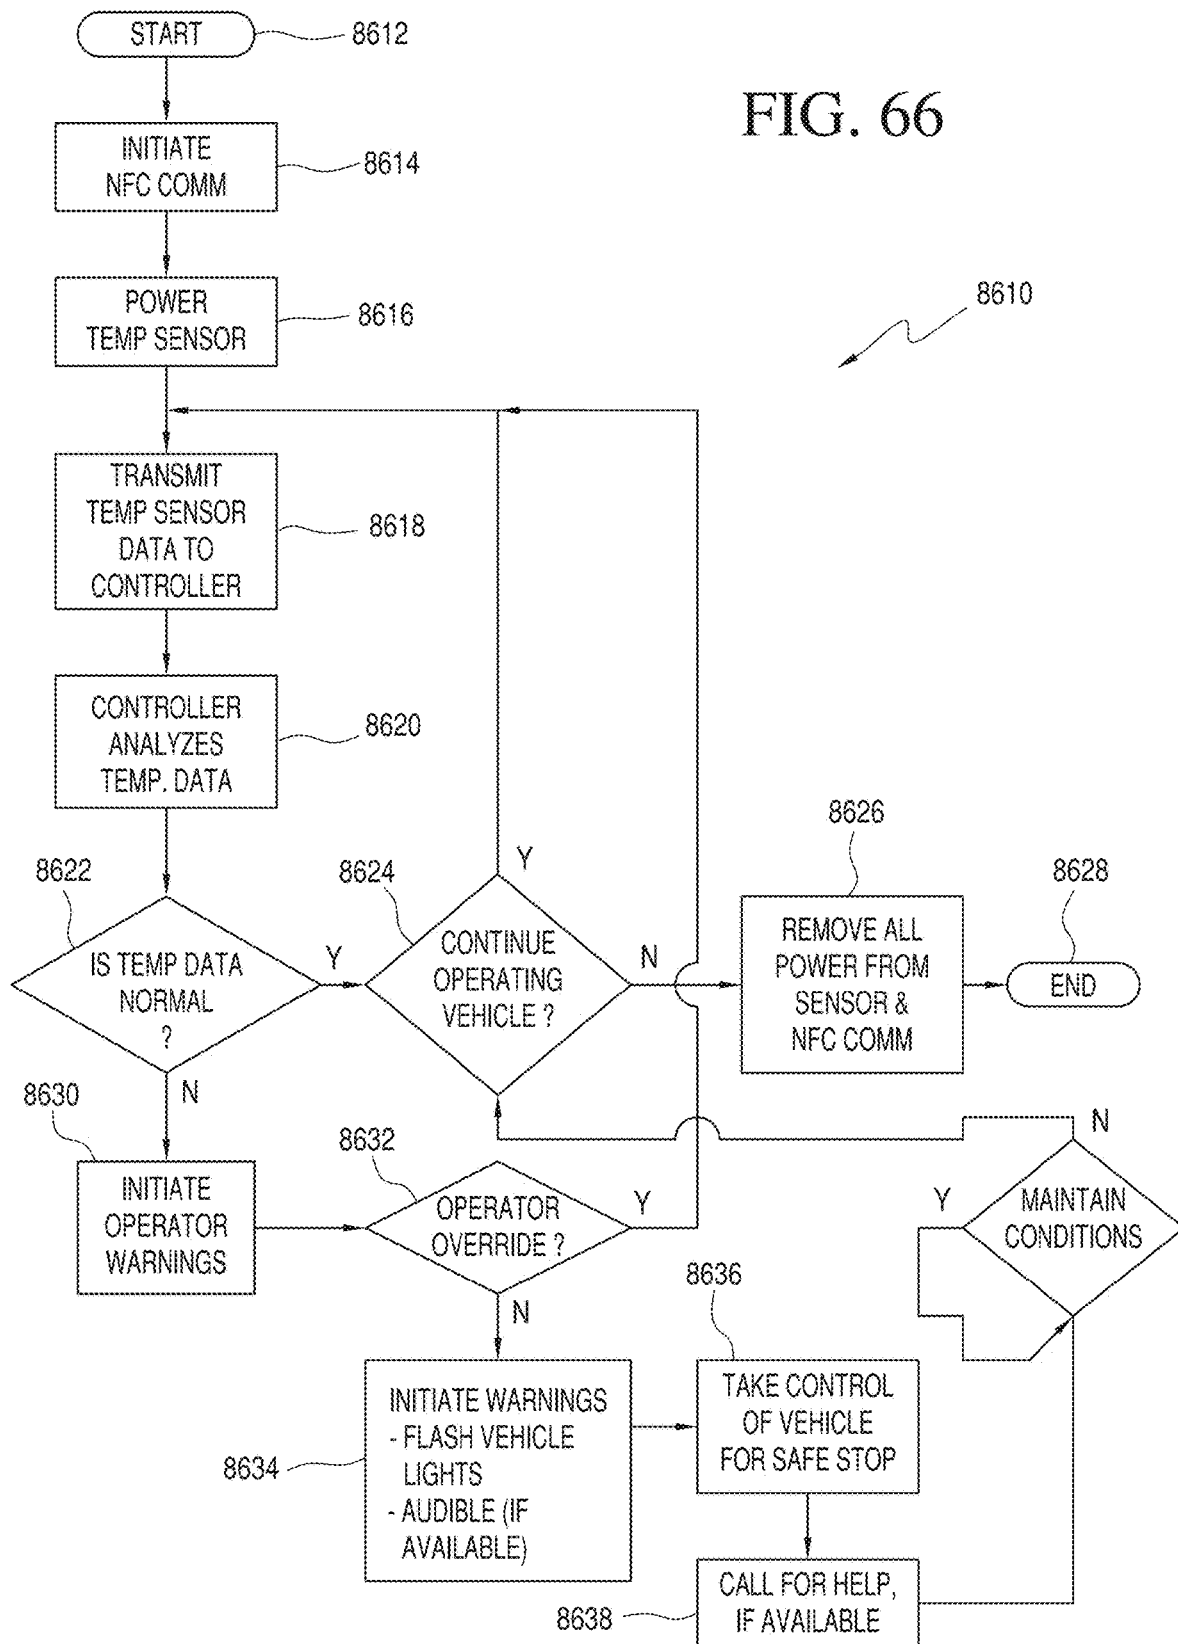 START
8612
FIG. 66
INITIATE
NFC COMM
8614
POWER
TEMP SENSOR
8616
8610
TRANSMIT
TEMP SENSOR
DATA TO
CONTROLLER
8618
CONTROLLER
ANALYZES
TEMP. DATA
8620
8622
IS TEMP DATA
NORMAL
?
Y
N
8624
CONTINUE
OPERATING
VEHICLE ?
Y
N
8626
REMOVE ALL
POWER FROM
SENSOR &
NFC COMM
8628
END
8630
INITIATE
OPERATOR
WARNINGS
8632
OPERATOR
OVERRIDE ?
Y
N
8634
INITIATE WARNINGS
- FLASH VEHICLE
LIGHTS
- AUDIBLE (IF
AVAILABLE)
8636
TAKE CONTROL
OF VEHICLE
FOR SAFE STOP
8638
CALL FOR HELP,
IF AVAILABLE
N
Y
MAINTAIN
CONDITIONS